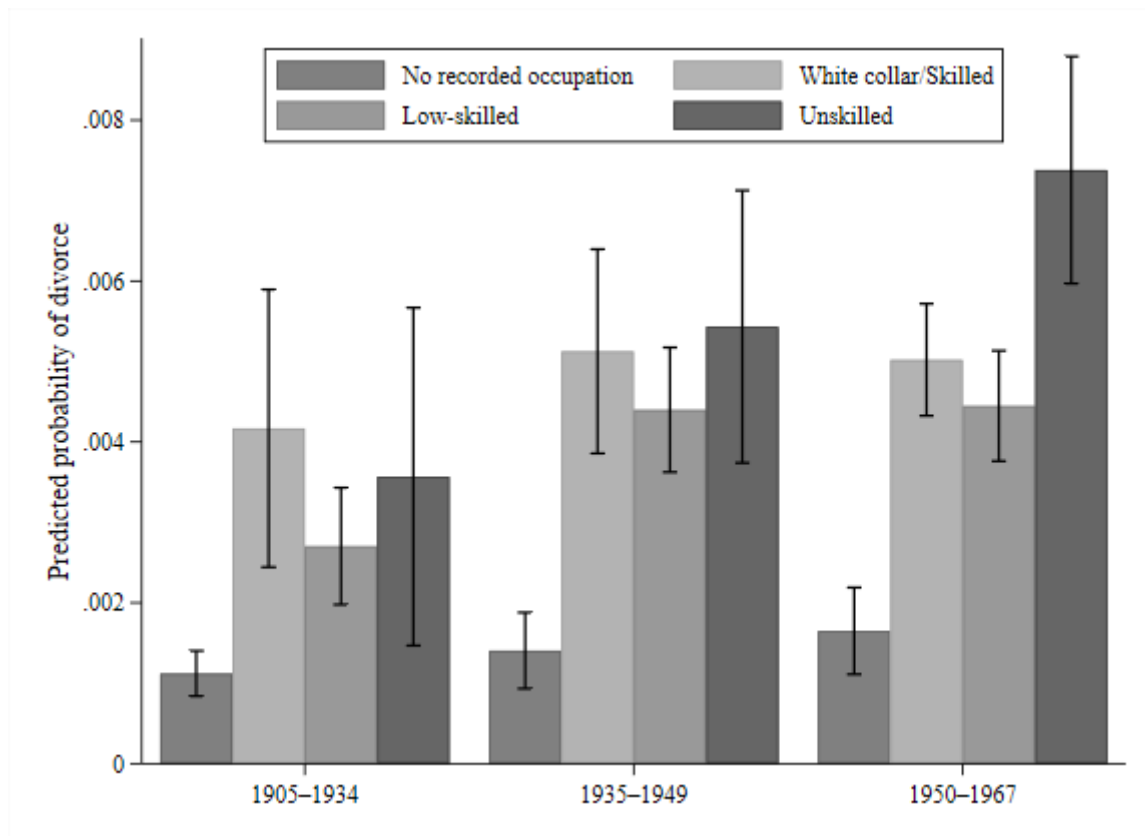 No recorded occupation
White collar/Skilled
Low-skilled
Unskilled
Predicted probability of divorce
.008
.006
.004
.002
0
1905–1934
1935–1949
1950–1967